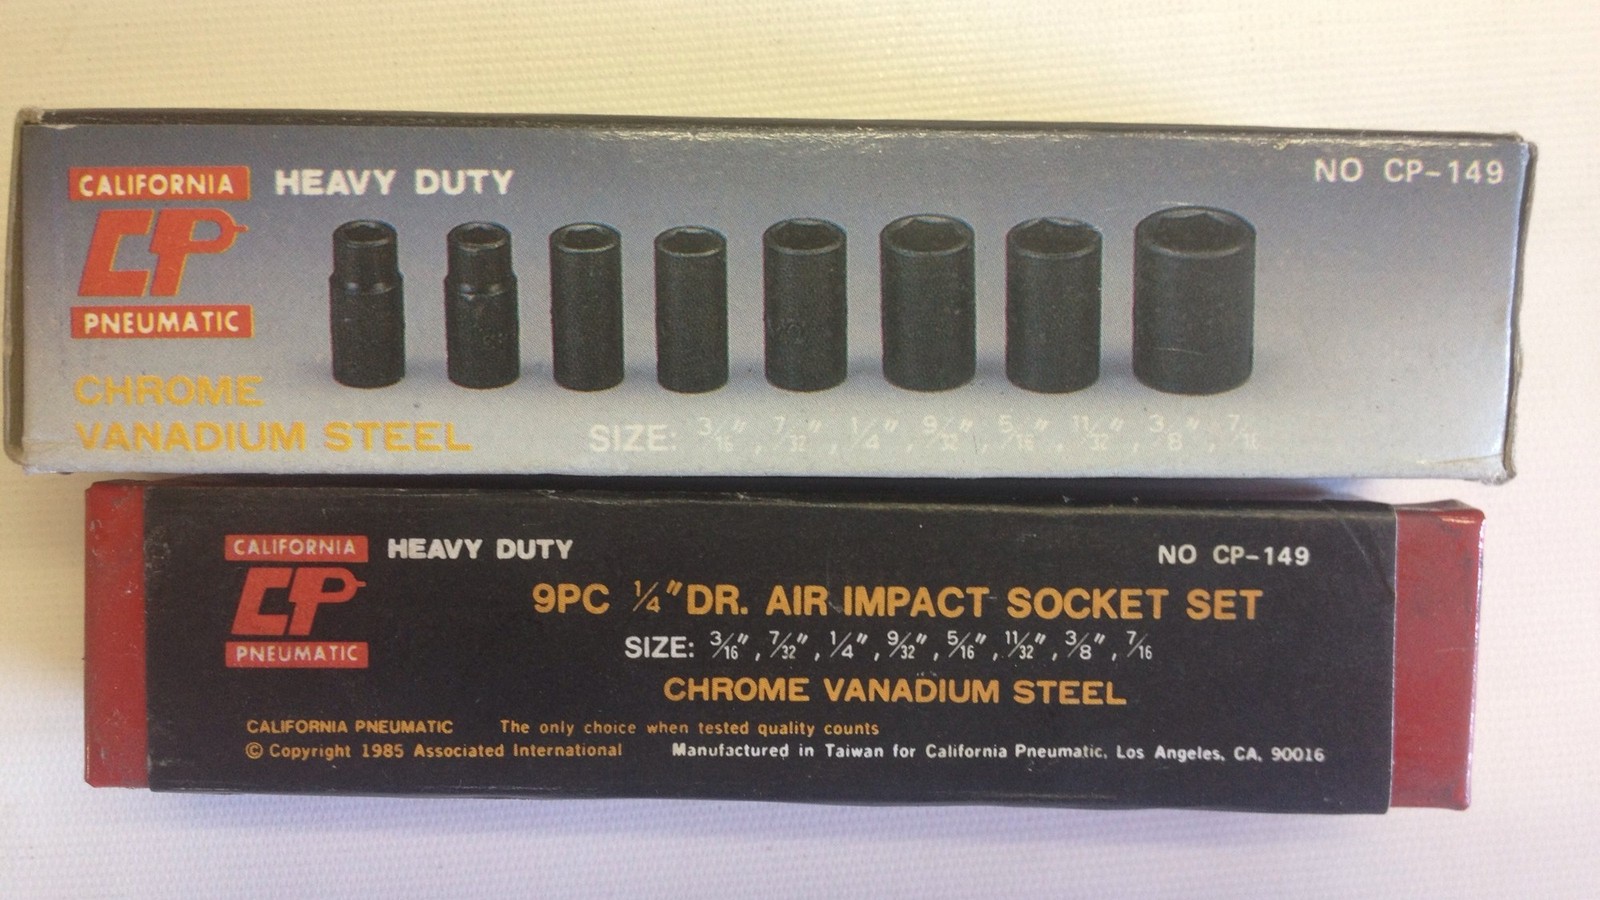 CALIFORNIA
CP
PNEUMATIC
HEAVY DUTY
NO CP-149
CHROME
VANADIUM STEEL
SIZE: 3/16", 7/32", 1/4", 9/32", 5/16", 11/32", 3/8", 7/16
CALIFORNIA
CP
PNEUMATIC
HEAVY DUTY
NO CP-149
9PC 1/4" DR. AIR IMPACT SOCKET SET
SIZE: 3/16", 7/32", 1/4", 9/32", 5/16", 11/32", 3/8", 7/16
CHROME VANADIUM STEEL
CALIFORNIA PNEUMATIC The only choice when tested quality counts
© Copyright 1985 Associated International Manufactured in Taiwan for California Pneumatic, Los Angeles, CA, 90016